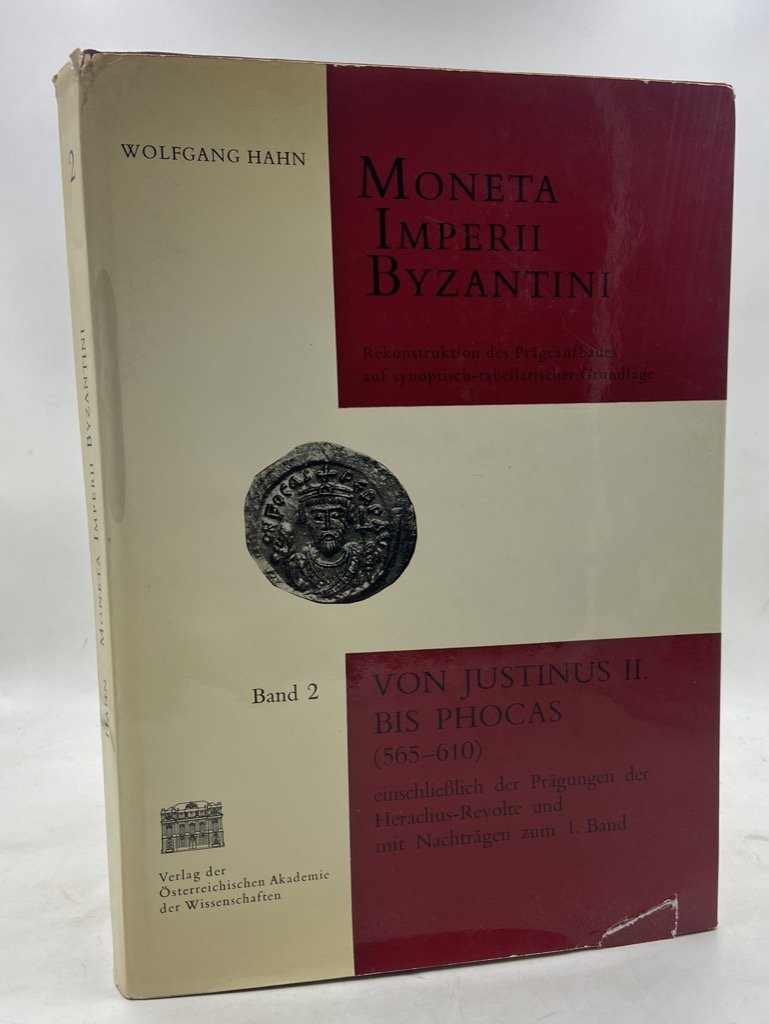 WOLFGANG HAHN
MONETA
IMPERII
BYZANTINI
Rekonstruktion des Prägeaufbaues
auf synoptisch-tabellarischer Grundlage
Band 2
VON JUSTINUS II.
BIS PHOCAS
(565–610)
einschließlich der Prägungen der
Heraclius-Revolte und
mit Nachträgen zum 1. Band
Verlag der
Österreichischen Akademie
der Wissenschaften
HAHN MONETA IMPERII BYZANTINI 2